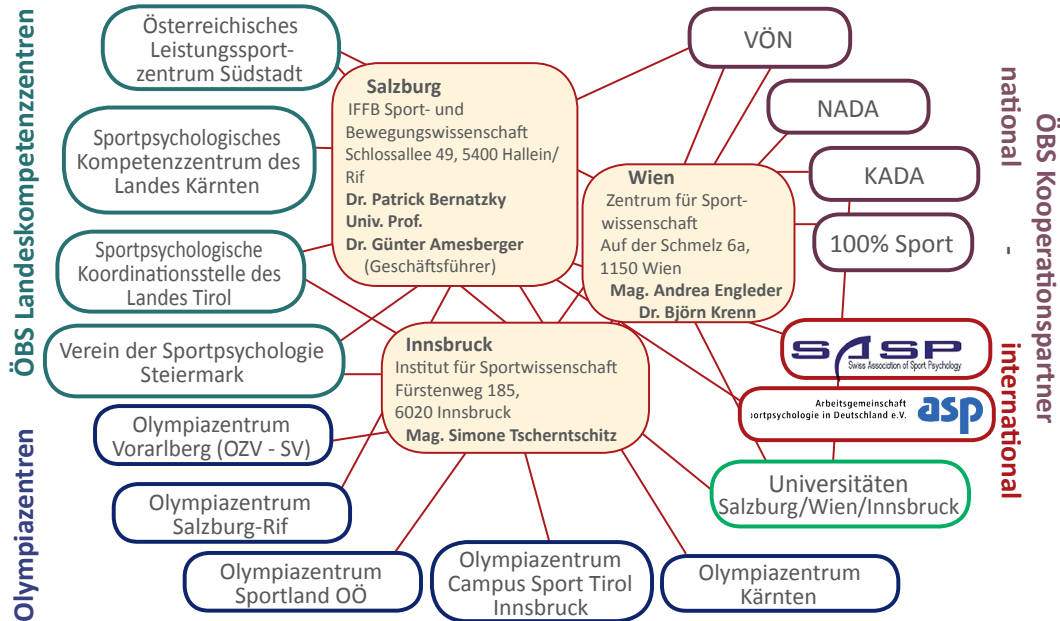 ÖBS Landeskompetenzzentren
Österreichisches
Leistungssport-
zentrum Südstadt
Sportpsychologisches
Kompetenzzentrum des
Landes Kärnten
Sportpsychologische
Koordinationsstelle des
Landes Tirol
Verein der Sportpsychologie
Steiermark
Olympiazentren
Olympiazentrum
Vorarlberg (OZV - SV)
Olympiazentrum
Salzburg-Rif
Olympiazentrum
Sportland OÖ
Olympiazentrum
Campus Sport Tirol
Innsbruck
Olympiazentrum
Kärnten
Salzburg
IFFB Sport- und
Bewegungswissenschaft
Schlossallee 49, 5400 Hallein/
Rif
Dr. Patrick Bernatzky
Univ. Prof.
Dr. Günter Amesberger
(Geschäftsführer)
Wien
Zentrum für Sport-
wissenschaft
Auf der Schmelz 6a,
1150 Wien
Mag. Andrea Engleder
Dr. Björn Krenn
Innsbruck
Institut für Sportwissenschaft
Fürstenweg 185,
6020 Innsbruck
Mag. Simone Tscherntschitz
VÖN
NADA
KADA
100% Sport
SASP
Swiss Association of Sport Psychology
Arbeitsgemeinschaft
portpsychologie in Deutschland e.V.
asp
Universitäten
Salzburg/Wien/Innsbruck
national - international
ÖBS Kooperationspartner